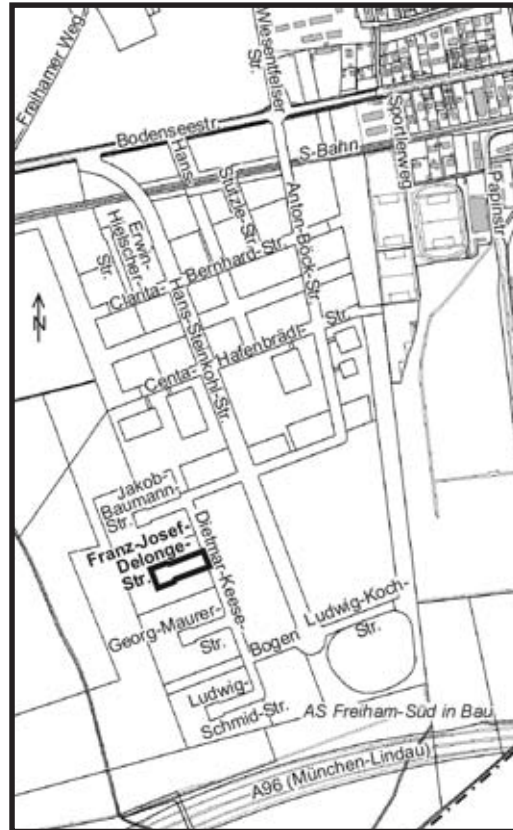 Freihamer Weg
Wiesentfelser
Str.
Bodenseestr.
S-Bahn
Sportlerweg
Papinstr.
Hans-
Stützle-Str.
Anton-Böck-Str.
Erwin-
Hielscher-
Str.
Clarita-
Bernhard-Str.
Hans-Steinkohl-Str.
Centa-
Hafenbrädl-
Str.
N
Jakob-
Baumann-
Str.
Franz-Josef-
Delonge-
Str.
Dietmar-Keese-
Bogen
Georg-Maurer-
Str.
Ludwig-Koch-
Str.
Ludwig-
Schmid-Str.
AS Freiham-Süd in Bau
A96 (München-Lindau)